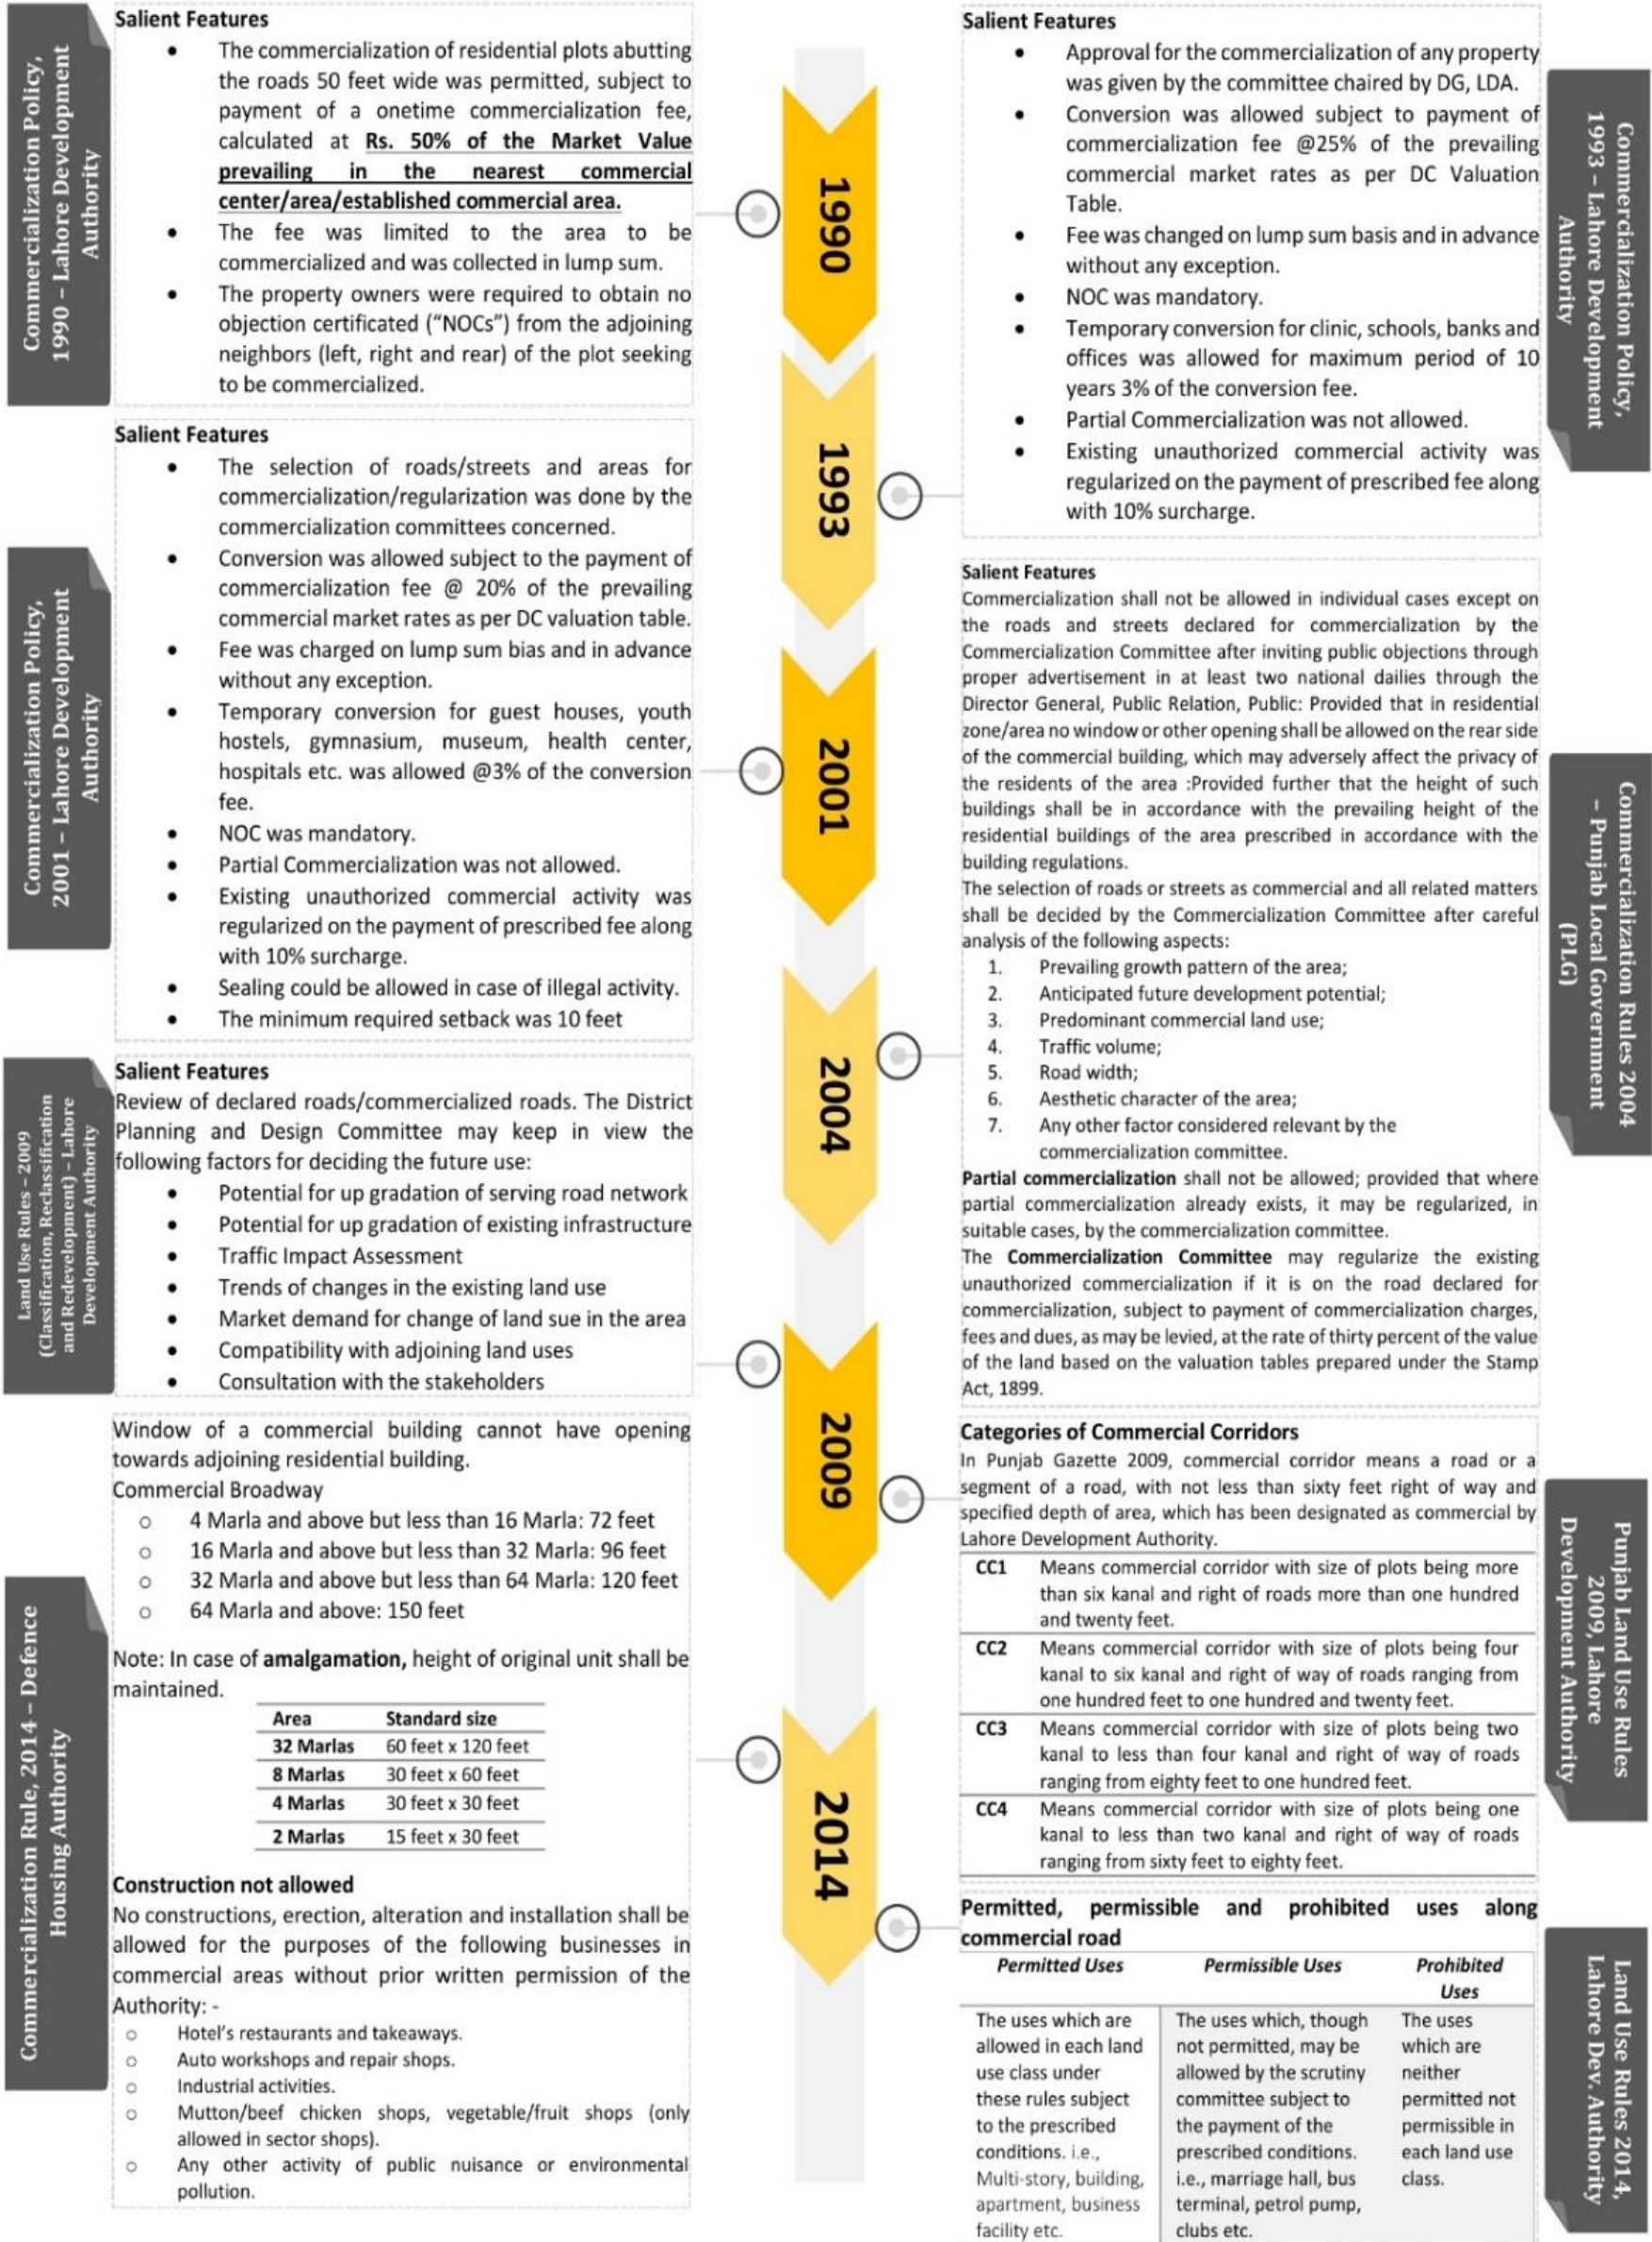 Commercialization Policy,
1990 – Lahore Development
Authority
Salient Features
• The commercialization of residential plots abutting
the roads 50 feet wide was permitted, subject to
payment of a onetime commercialization fee,
calculated at Rs. 50% of the Market Value
prevailing in the nearest commercial
center/area/established commercial area.
• The fee was limited to the area to be
commercialized and was collected in lump sum.
• The property owners were required to obtain no
objection certificated (“NOCs”) from the adjoining
neighbors (left, right and rear) of the plot seeking
to be commercialized.
1990
Commercialization Policy,
1993 – Lahore Development
Authority
Salient Features
• Approval for the commercialization of any property
was given by the committee chaired by DG, LDA.
• Conversion was allowed subject to payment of
commercialization fee @25% of the prevailing
commercial market rates as per DC Valuation
Table.
• Fee was changed on lump sum basis and in advance
without any exception.
• NOC was mandatory.
• Temporary conversion for clinic, schools, banks and
offices was allowed for maximum period of 10
years 3% of the conversion fee.
• Partial Commercialization was not allowed.
• Existing unauthorized commercial activity was
regularized on the payment of prescribed fee along
with 10% surcharge.
1993
Commercialization Policy,
2001 – Lahore Development
Authority
Salient Features
• The selection of roads/streets and areas for
commercialization/regularization was done by the
commercialization committees concerned.
• Conversion was allowed subject to the payment of
commercialization fee @ 20% of the prevailing
commercial market rates as per DC valuation table.
• Fee was charged on lump sum bias and in advance
without any exception.
• Temporary conversion for guest houses, youth
hostels, gymnasium, museum, health center,
hospitals etc. was allowed @3% of the conversion
fee.
• NOC was mandatory.
• Partial Commercialization was not allowed.
• Existing unauthorized commercial activity was
regularized on the payment of prescribed fee along
with 10% surcharge.
• Sealing could be allowed in case of illegal activity.
• The minimum required setback was 10 feet
2001
Commercialization Rules 2004
– Punjab Local Government
(PLG)
Salient Features
Commercialization shall not be allowed in individual cases except on
the roads and streets declared for commercialization by the
Commercialization Committee after inviting public objections through
proper advertisement in at least two national dailies through the
Director General, Public Relation, Public: Provided that in residential
zone/area no window or other opening shall be allowed on the rear side
of the commercial building, which may adversely affect the privacy of
the residents of the area :Provided further that the height of such
buildings shall be in accordance with the prevailing height of the
residential buildings of the area prescribed in accordance with the
building regulations.
The selection of roads or streets as commercial and all related matters
shall be decided by the Commercialization Committee after careful
analysis of the following aspects:
1. Prevailing growth pattern of the area;
2. Anticipated future development potential;
3. Predominant commercial land use;
4. Traffic volume;
5. Road width;
6. Aesthetic character of the area;
7. Any other factor considered relevant by the
commercialization committee.
Partial commercialization shall not be allowed; provided that where
partial commercialization already exists, it may be regularized, in
suitable cases, by the commercialization committee.
The Commercialization Committee may regularize the existing
unauthorized commercialization if it is on the road declared for
commercialization, subject to payment of commercialization charges,
fees and dues, as may be levied, at the rate of thirty percent of the value
of the land based on the valuation tables prepared under the Stamp
Act, 1899.
2004
Land Use Rules – 2009
(Classification, Reclassification
and Redevelopment) – Lahore
Development Authority
Salient Features
Review of declared roads/commercialized roads. The District
Planning and Design Committee may keep in view the
following factors for deciding the future use:
• Potential for up gradation of serving road network
• Potential for up gradation of existing infrastructure
• Traffic Impact Assessment
• Trends of changes in the existing land use
• Market demand for change of land sue in the area
• Compatibility with adjoining land uses
• Consultation with the stakeholders
2009
Punjab Land Use Rules
2009, Lahore
Development Authority
Categories of Commercial Corridors
In Punjab Gazette 2009, commercial corridor means a road or a
segment of a road, with not less than sixty feet right of way and
specified depth of area, which has been designated as commercial by
Lahore Development Authority.
CC1 Means commercial corridor with size of plots being more
than six kanal and right of roads more than one hundred
and twenty feet.
CC2 Means commercial corridor with size of plots being four
kanal to six kanal and right of way of roads ranging from
one hundred feet to one hundred and twenty feet.
CC3 Means commercial corridor with size of plots being two
kanal to less than four kanal and right of way of roads
ranging from eighty feet to one hundred feet.
CC4 Means commercial corridor with size of plots being one
kanal to less than two kanal and right of way of roads
ranging from sixty feet to eighty feet.
Commercialization Rule, 2014 – Defence
Housing Authority
Window of a commercial building cannot have opening
towards adjoining residential building.
Commercial Broadway
○ 4 Marla and above but less than 16 Marla: 72 feet
○ 16 Marla and above but less than 32 Marla: 96 feet
○ 32 Marla and above but less than 64 Marla: 120 feet
○ 64 Marla and above: 150 feet
Note: In case of amalgamation, height of original unit shall be
maintained.
Area Standard size
32 Marlas 60 feet x 120 feet
8 Marlas 30 feet x 60 feet
4 Marlas 30 feet x 30 feet
2 Marlas 15 feet x 30 feet
Construction not allowed
No constructions, erection, alteration and installation shall be
allowed for the purposes of the following businesses in
commercial areas without prior written permission of the
Authority: -
○ Hotel’s restaurants and takeaways.
○ Auto workshops and repair shops.
○ Industrial activities.
○ Mutton/beef chicken shops, vegetable/fruit shops (only
allowed in sector shops).
○ Any other activity of public nuisance or environmental
pollution.
2014
Land Use Rules 2014,
Lahore Dev. Authority
Permitted, permissible and prohibited uses along
commercial road
Permitted Uses Permissible Uses Prohibited
Uses
The uses which are
allowed in each land
use class under
these rules subject
to the prescribed
conditions. i.e.,
Multi-story, building,
apartment, business
facility etc.
The uses which, though
not permitted, may be
allowed by the scrutiny
committee subject to
the payment of the
prescribed conditions.
i.e., marriage hall, bus
terminal, petrol pump,
clubs etc.
The uses
which are
neither
permitted not
permissible in
each land use
class.